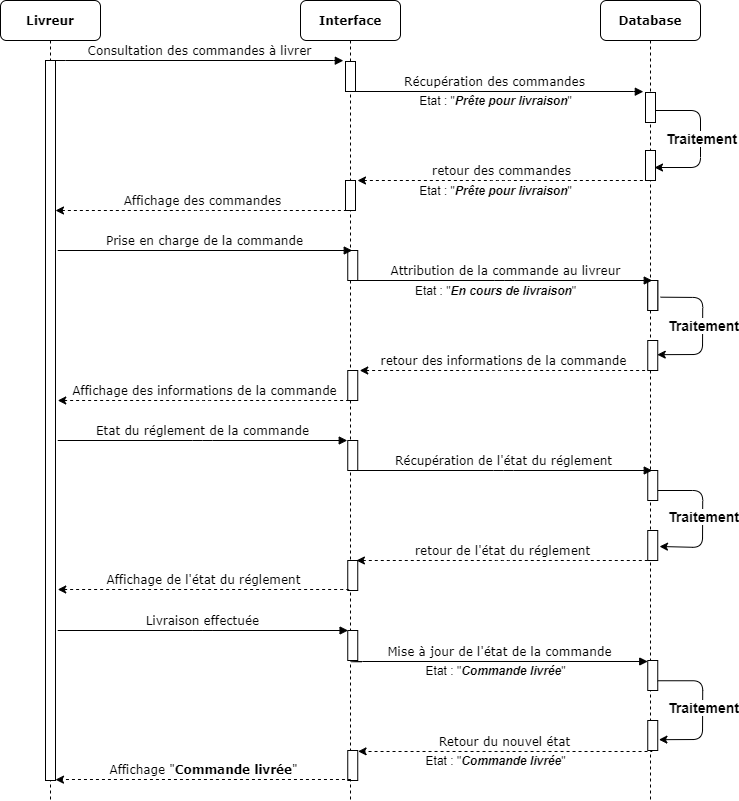 Livreur
Interface
Database
Consultation des commandes à livrer
Récupération des commandes
Etat : "Prête pour livraison"
Traitement
retour des commandes
Etat : "Prête pour livraison"
Affichage des commandes
Prise en charge de la commande
Attribution de la commande au livreur
Etat : "En cours de livraison"
Traitement
retour des informations de la commande
Affichage des informations de la commande
Etat du réglement de la commande
Récupération de l'état du réglement
Traitement
retour de l'état du réglement
Affichage de l'état du réglement
Livraison effectuée
Mise à jour de l'état de la commande
Etat : "Commande livrée"
Traitement
Retour du nouvel état
Etat : "Commande livrée"
Affichage "Commande livrée"